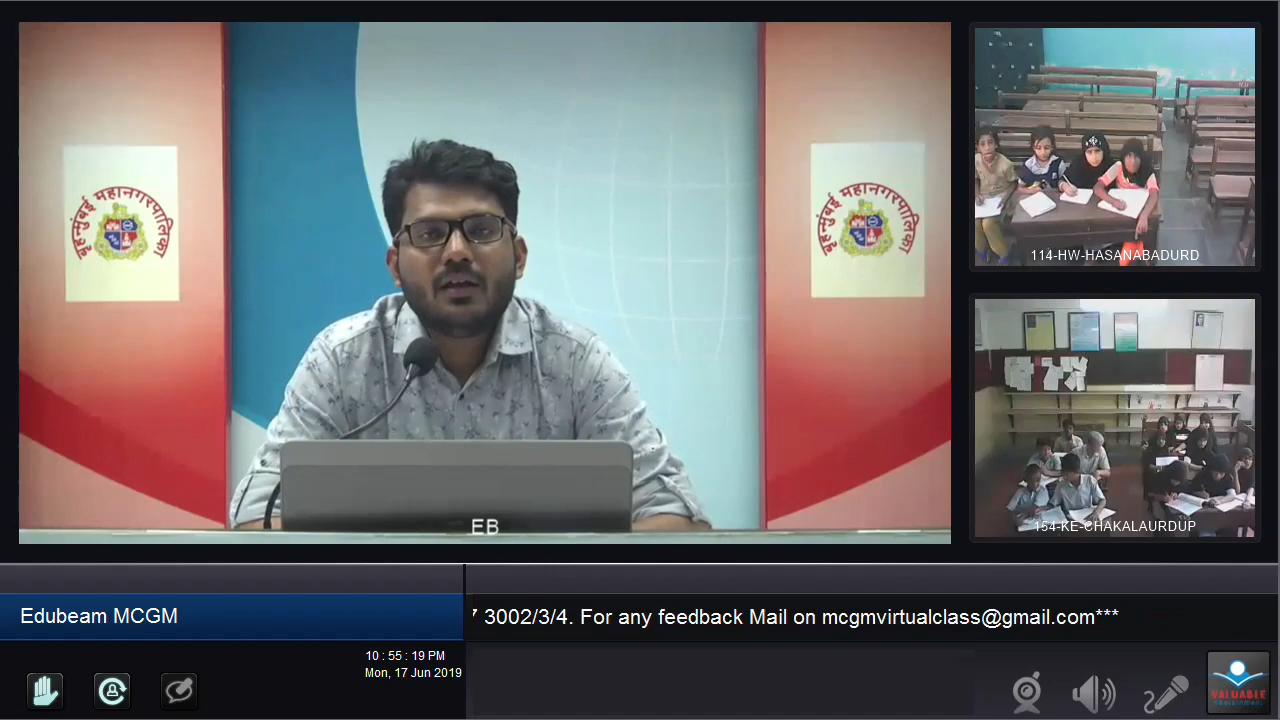 बृहन्मुंबई महानगरपालिका
बृहन्मुंबई महानगरपालिका
EB
114-HW-HASANABADURD
154-KE-CHAKALAURDUP
Edubeam MCGM
3002/3/4. For any feedback Mail on mcgmvirtualclass@gmail.com***
10 : 55 : 19 PM
Mon, 17 Jun 2019
VALUABLE